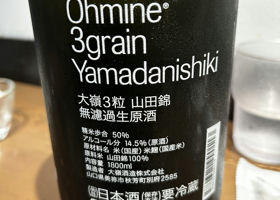 Ohmine®
3grain
Yamadanishiki
大嶺3粒 山田錦
無濾過生原酒
精米歩合 50%
アルコール分 14.5%(原酒)
原材料名 米(国産) 米麹(国産米)
原料米 山田錦100%
内容量 1800ml
製造者 大嶺酒造株式会社
山口県美祢市秋芳町別府2585
日本酒 要冷蔵